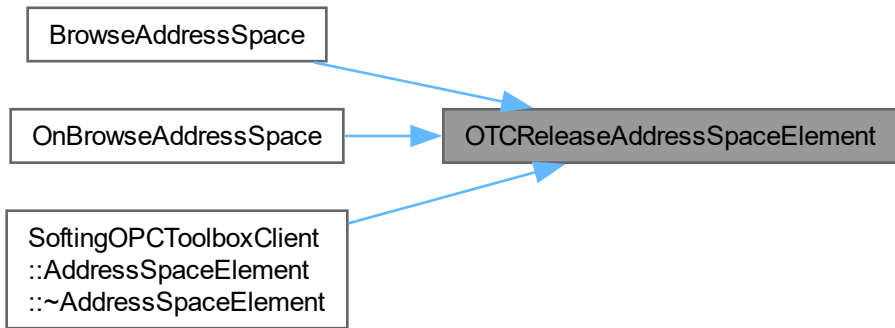 BrowseAddressSpace
OnBrowseAddressSpace
OTCReleaseAddressSpaceElement
SoftingOPCToolboxClient
::AddressSpaceElement
::~AddressSpaceElement